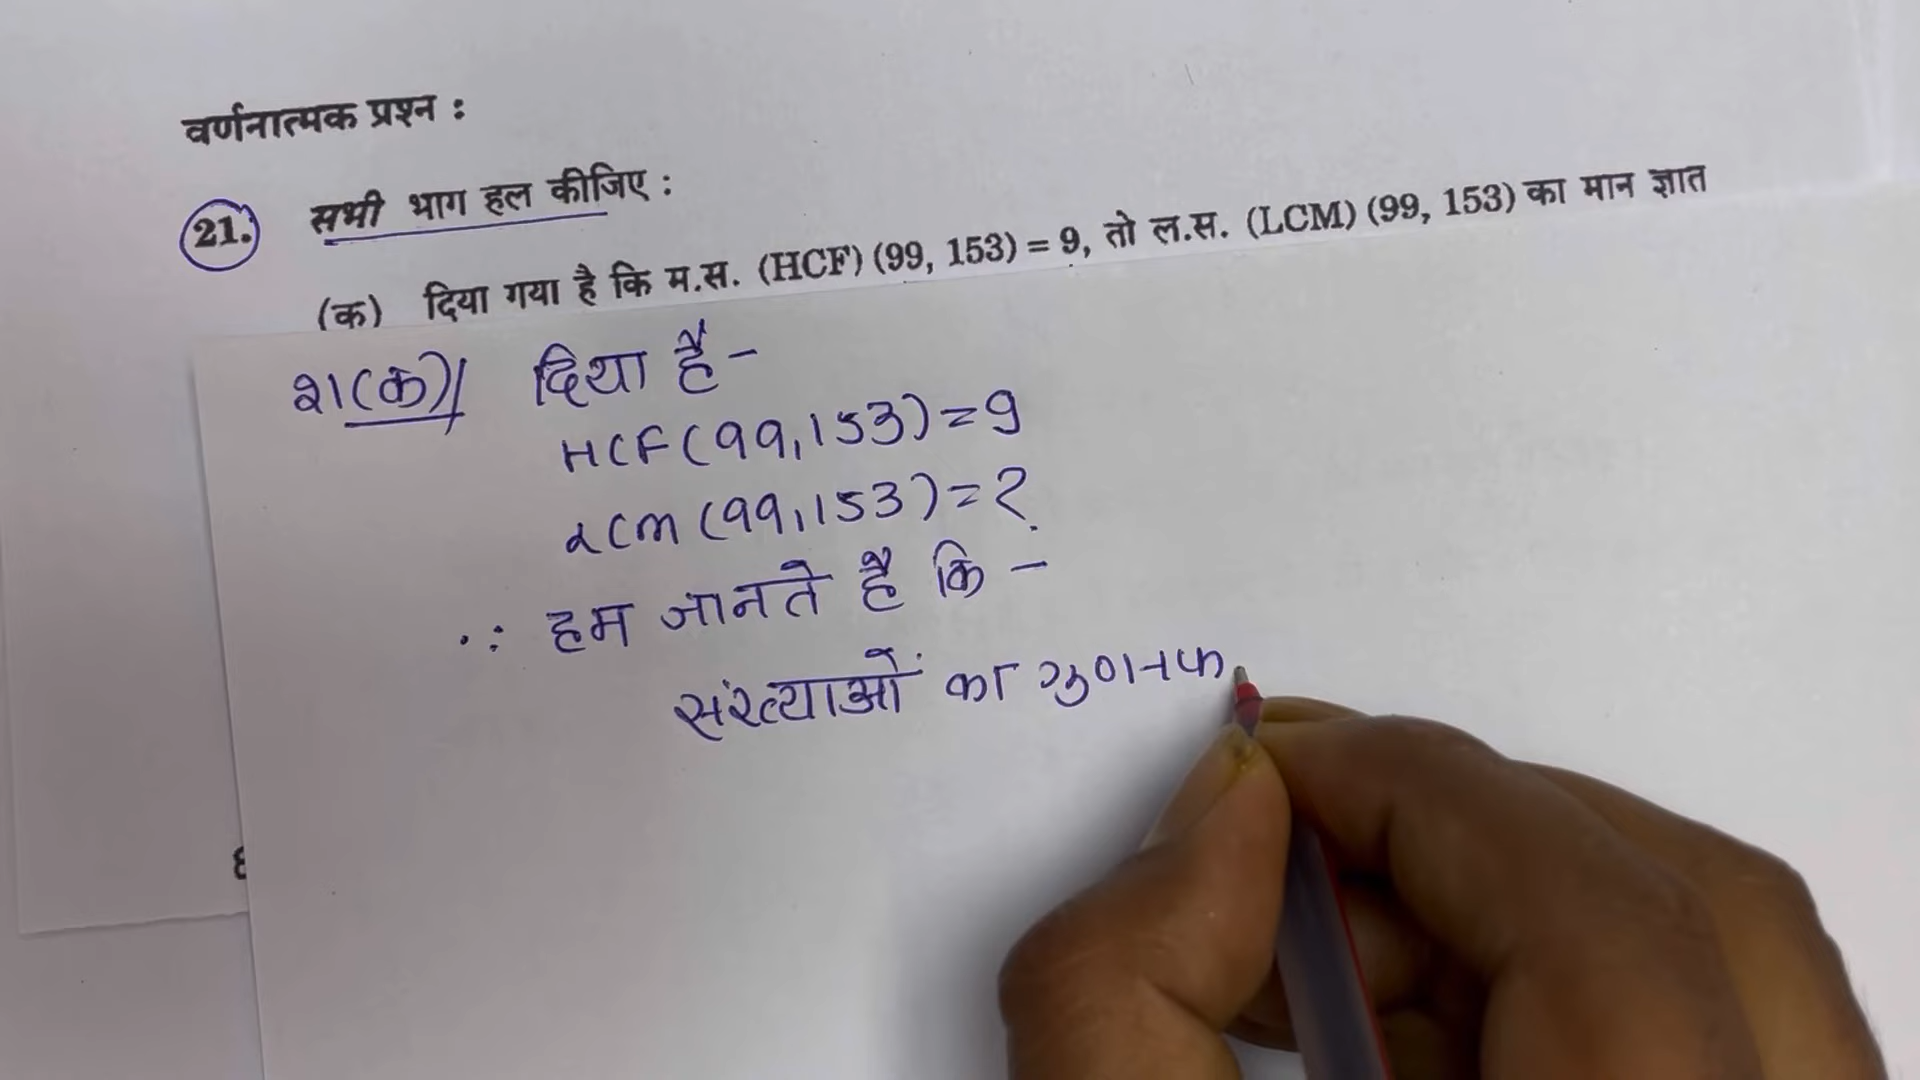 वर्णनात्मक प्रश्न :
21. सभी भाग हल कीजिए :
(क) दिया गया है कि म.स. (HCF) (99, 153) = 9, तो ल.स. (LCM) (99, 153) का मान ज्ञात
21(क)/ दिया है -
HCF(99,153)=9
LCM(99,153)=?
∵ हम जानते है कि -
संख्याओं का गुणनफ